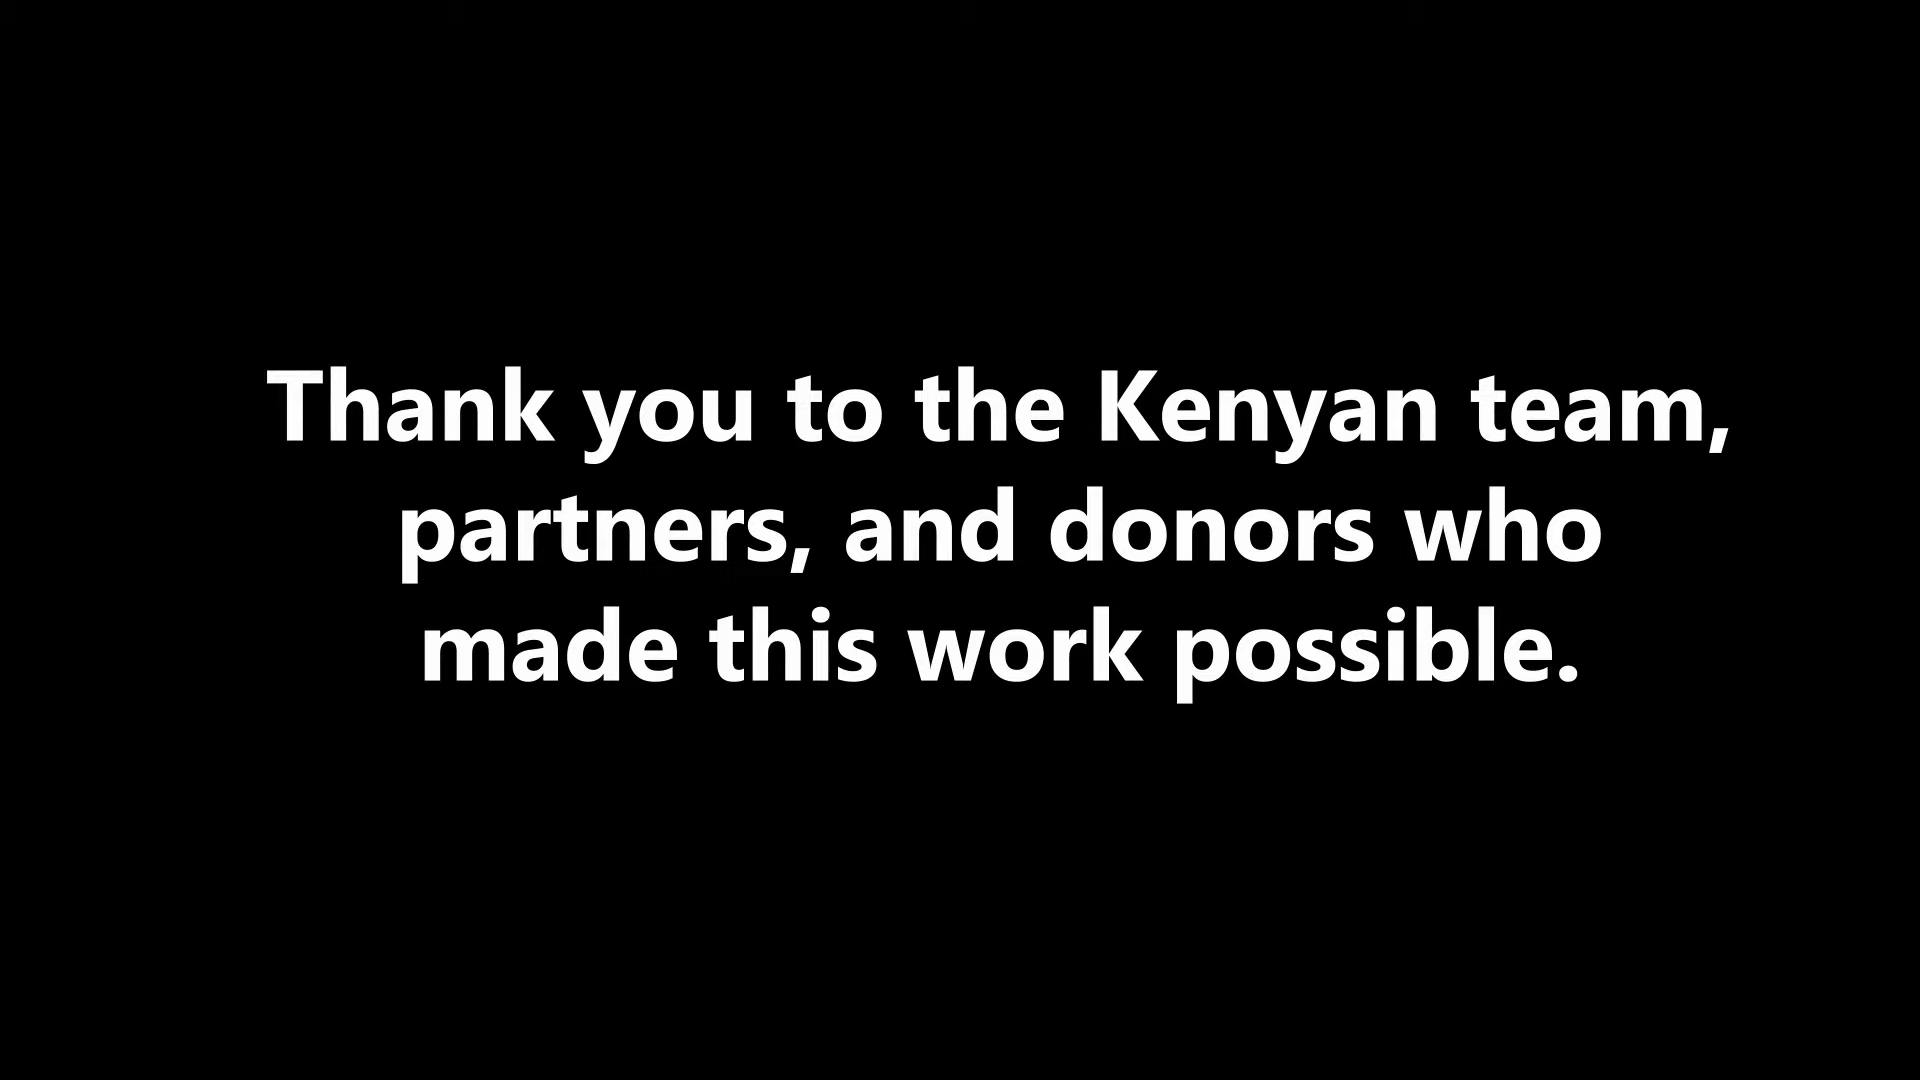 Thank you to the Kenyan team,
partners, and donors who
made this work possible.